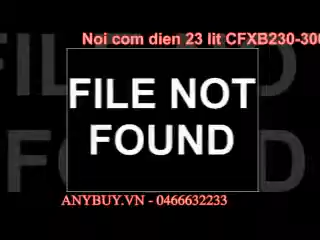 Noi com dien 23 lit CFXB230-300
FILE NOT
FOUND
ANYBUY.VN - 0466632233